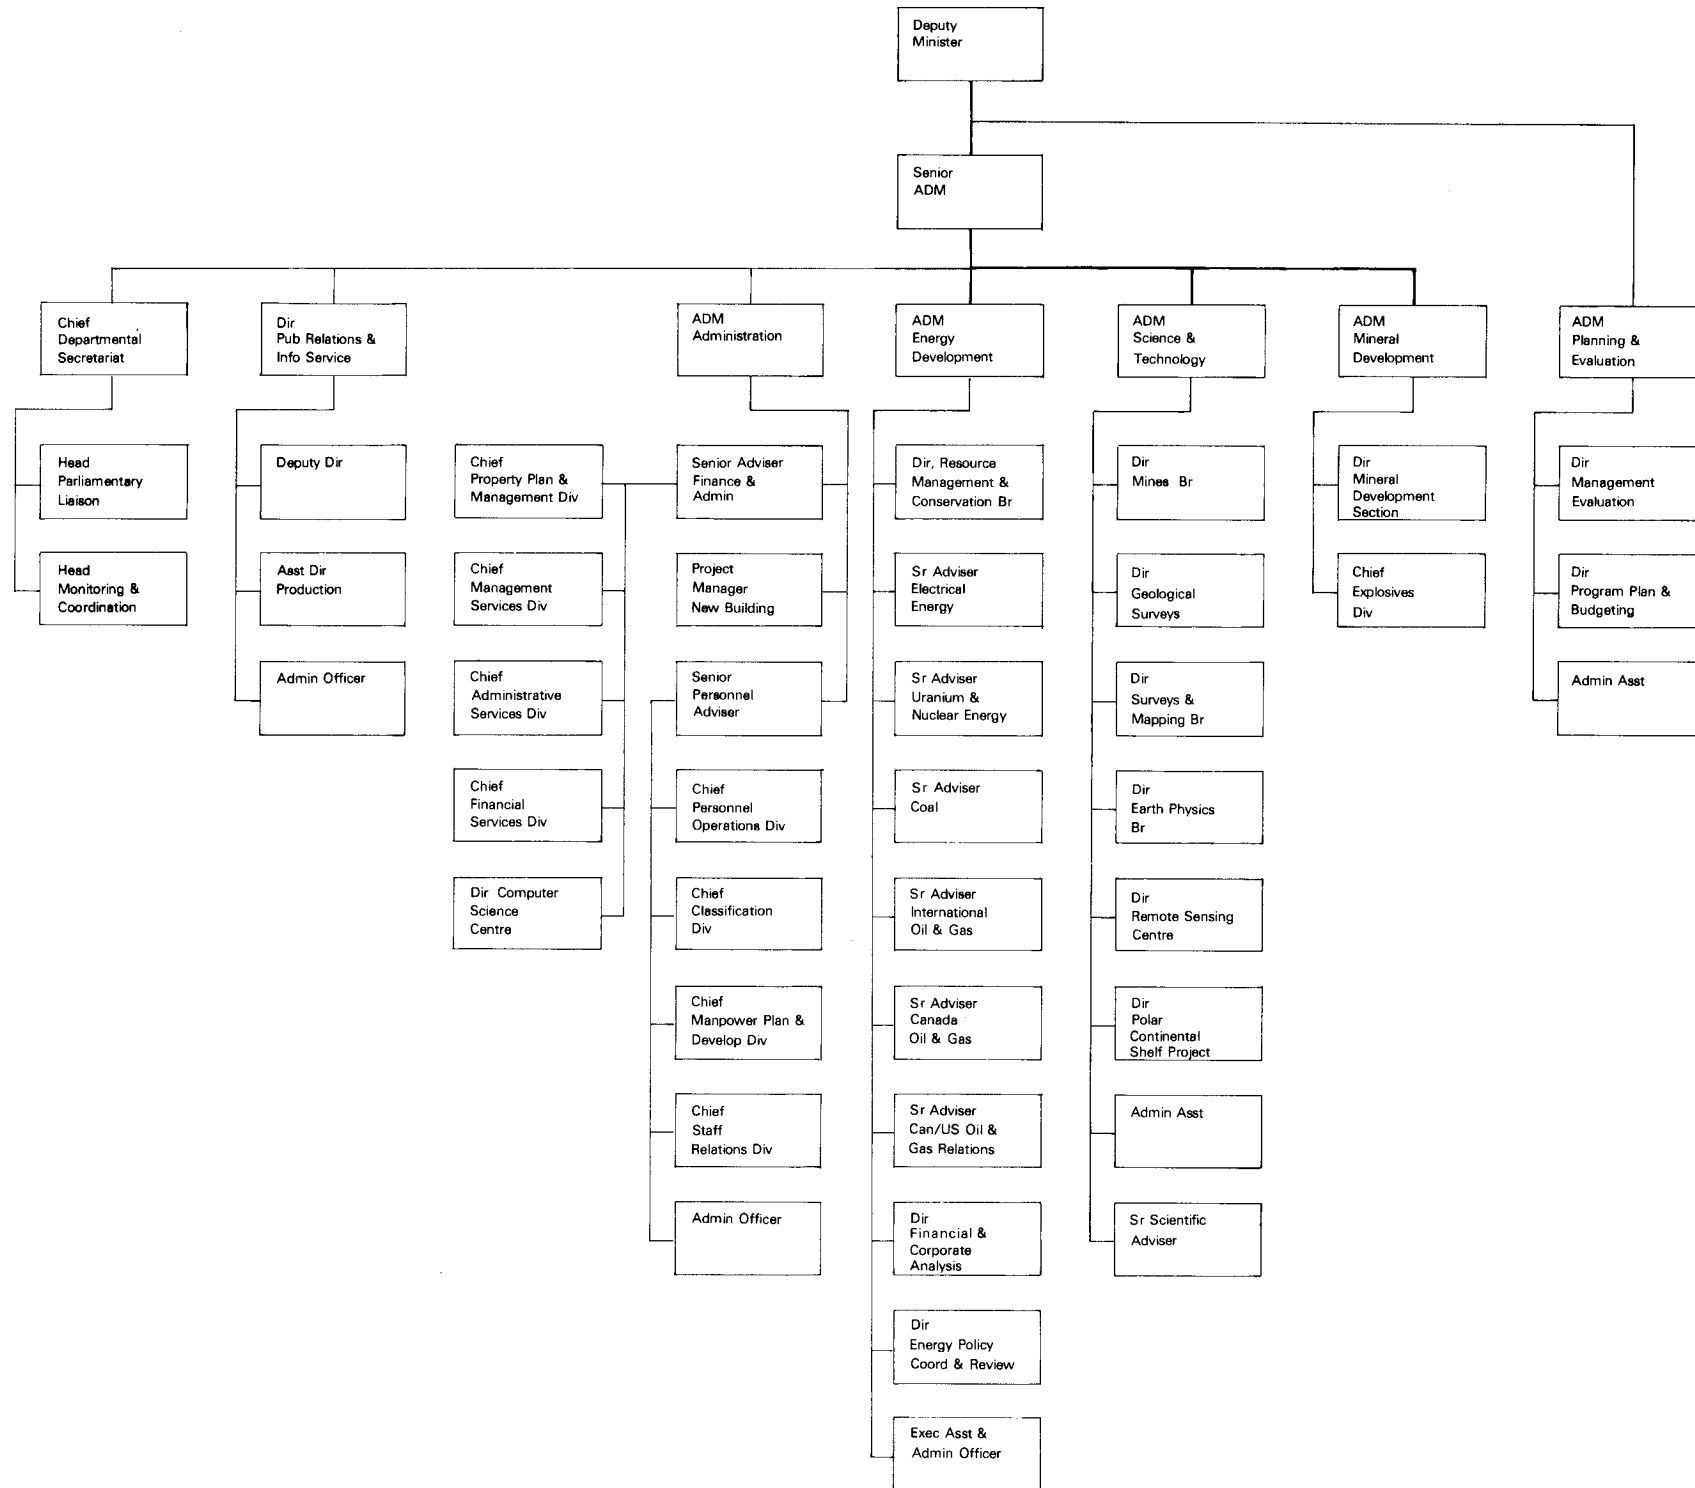 Deputy
Minister
Senior
ADM
Chief
Departmental
Secretariat
Dir
Pub Relations &
Info Service
ADM
Administration
ADM
Energy
Development
ADM
Science &
Technology
ADM
Mineral
Development
ADM
Planning &
Evaluation
Head
Parliamentary
Liaison
Head
Monitoring &
Coordination
Deputy Dir
Asst Dir
Production
Admin Officer
Chief
Property Plan &
Management Div
Chief
Management
Services Div
Chief
Administrative
Services Div
Chief
Financial
Services Div
Dir Computer
Science
Centre
Senior Adviser
Finance &
Admin
Project
Manager
New Building
Senior
Personnel
Adviser
Chief
Personnel
Operations Div
Chief
Classification
Div
Chief
Manpower Plan &
Develop Div
Chief
Staff
Relations Div
Admin Officer
Dir, Resource
Management &
Conservation Br
Sr Adviser
Electrical
Energy
Sr Adviser
Uranium &
Nuclear Energy
Sr Adviser
Coal
Sr Adviser
International
Oil & Gas
Sr Adviser
Canada
Oil & Gas
Sr Adviser
Can/US Oil &
Gas Relations
Dir
Financial &
Corporate
Analysis
Dir
Energy Policy
Coord & Review
Exec Asst &
Admin Officer
Dir
Mines Br
Dir
Geological
Surveys
Dir
Surveys &
Mapping Br
Dir
Earth Physics
Br
Dir
Remote Sensing
Centre
Dir
Polar
Continental
Shelf Project
Admin Asst
Sr Scientific
Adviser
Dir
Mineral
Development
Section
Chief
Explosives
Div
Dir
Management
Evaluation
Dir
Program Plan &
Budgeting
Admin Asst